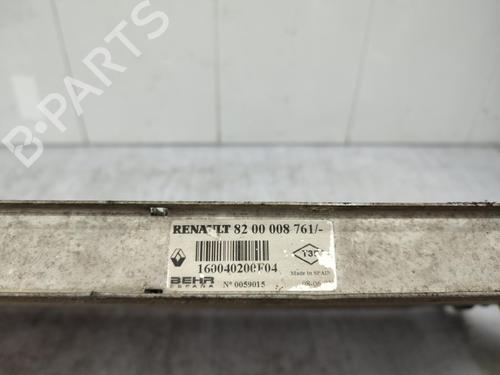 B-PARTS
RENAULT 82 00 008 761/-
160040200F04
BEHR
ESPAÑA
Nº 0059015
Made in SPAIN